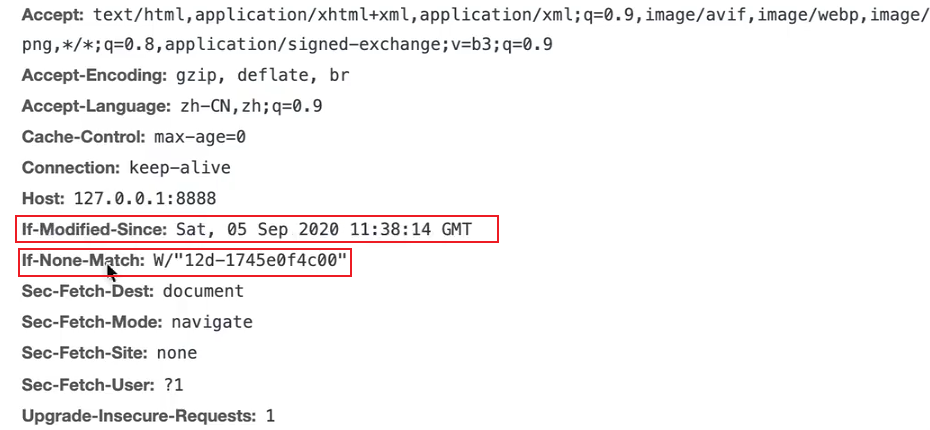 Accept: text/html,application/xhtml+xml,application/xml;q=0.9,image/avif,image/webp,image/
png,*/*;q=0.8,application/signed-exchange;v=b3;q=0.9
Accept-Encoding: gzip, deflate, br
Accept-Language: zh-CN,zh;q=0.9
Cache-Control: max-age=0
Connection: keep-alive
Host: 127.0.0.1:8888
If-Modified-Since: Sat, 05 Sep 2020 11:38:14 GMT
If-None-Match: W/"12d-1745e0f4c00"
Sec-Fetch-Dest: document
Sec-Fetch-Mode: navigate
Sec-Fetch-Site: none
Sec-Fetch-User: ?1
Upgrade-Insecure-Requests: 1